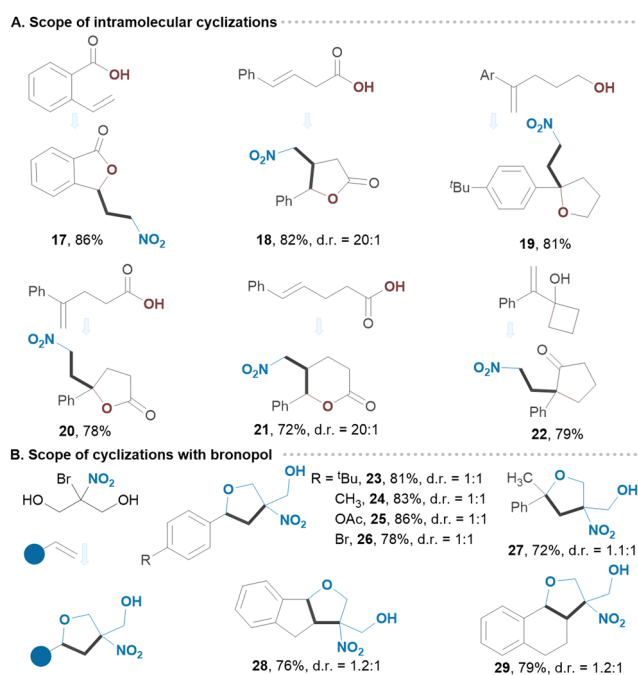 A. Scope of intramolecular cyclizations
O
OH
Ph
O
OH
Ar
OH
O
O
NO2
17, 86%
O2N
Ph
O
O
18, 82%, d.r. = 20:1
O2N
tBu
O
19, 81%
Ph
O
OH
Ph
OH
O
OH
Ph
O2N
Ph
O
O
20, 78%
O2N
Ph
O
O
21, 72%, d.r. = 20:1
O
O2N
Ph
22, 79%
B. Scope of cyclizations with bronopol
Br
NO2
HO
OH
O
OH
NO2
R
R = tBu, 23, 81%, d.r. = 1:1
CH3, 24, 83%, d.r. = 1:1
OAc, 25, 86%, d.r. = 1:1
Br, 26, 78%, d.r. = 1:1
H3C
O
Ph
OH
NO2
27, 72%, d.r. = 1.1:1
OH
O
NO2
O
OH
NO2
28, 76%, d.r. = 1.2:1
OH
O
NO2
29, 79%, d.r. = 1.2:1